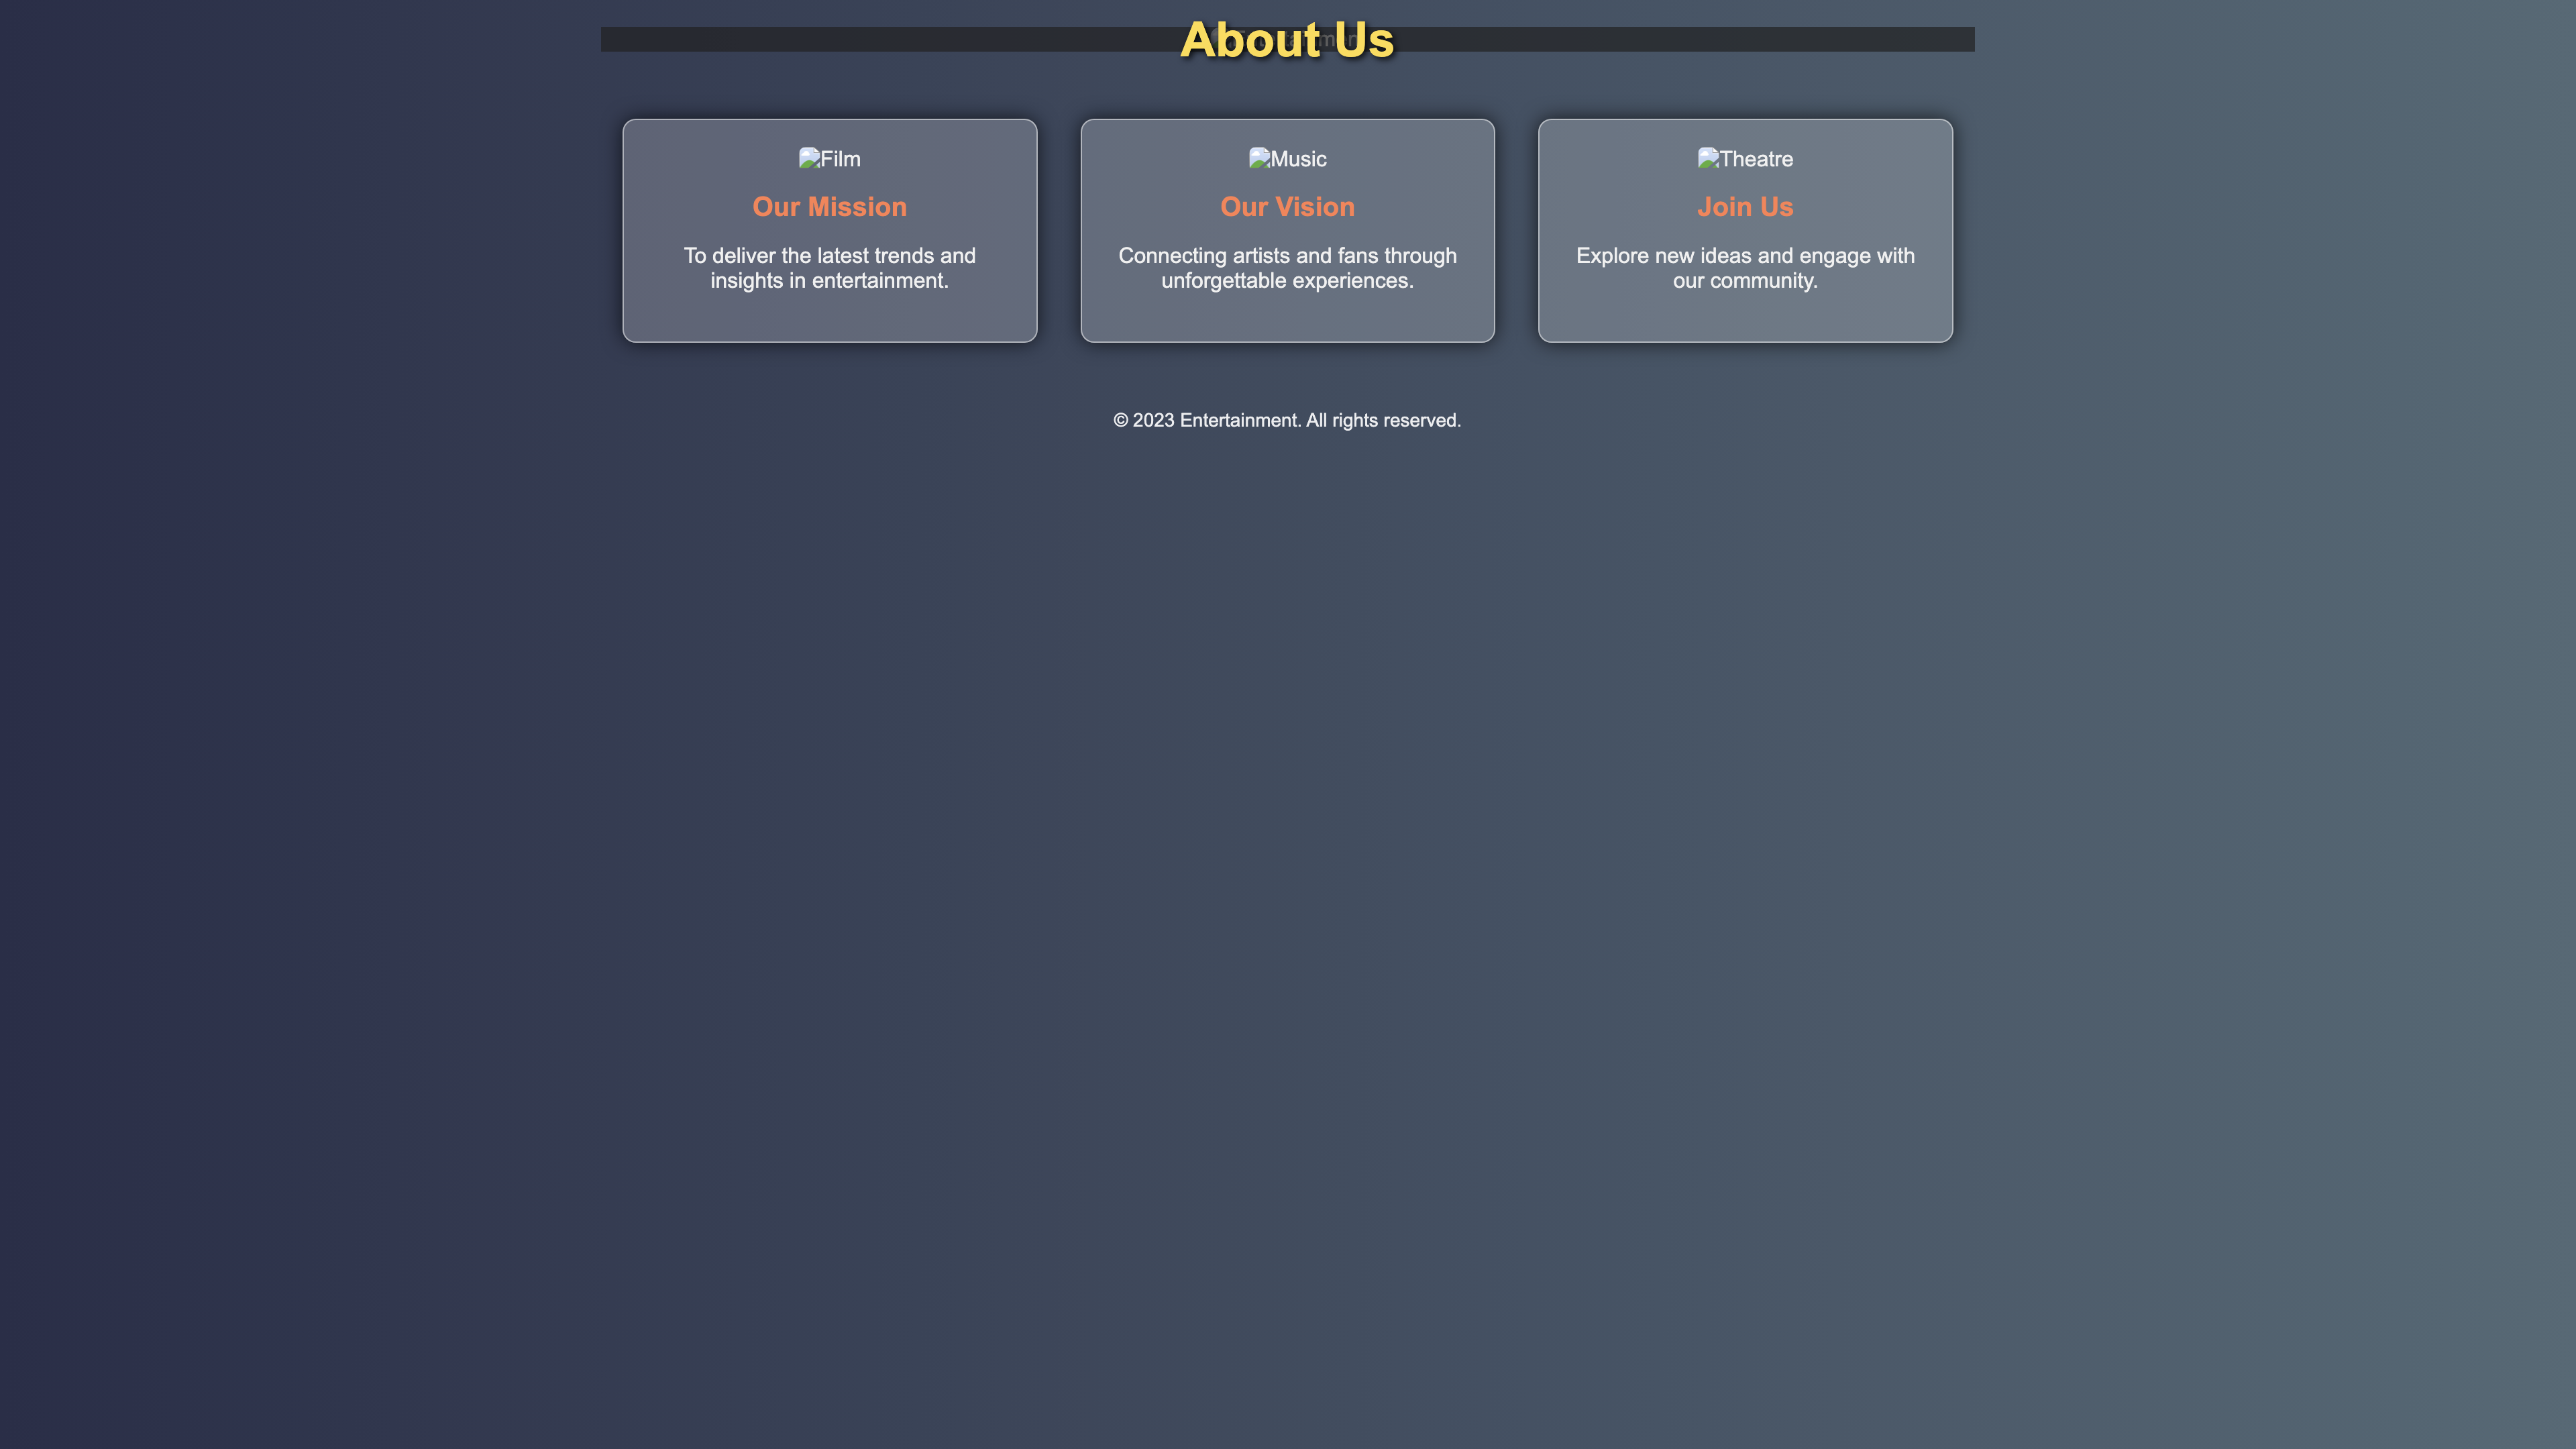 About Us
Film
Music
Theatre
Our Mission
Our Vision
Join Us
To deliver the latest trends and
insights in entertainment.
Connecting artists and fans through
unforgettable experiences.
Explore new ideas and engage with
our community.
© 2023 Entertainment. All rights reserved.